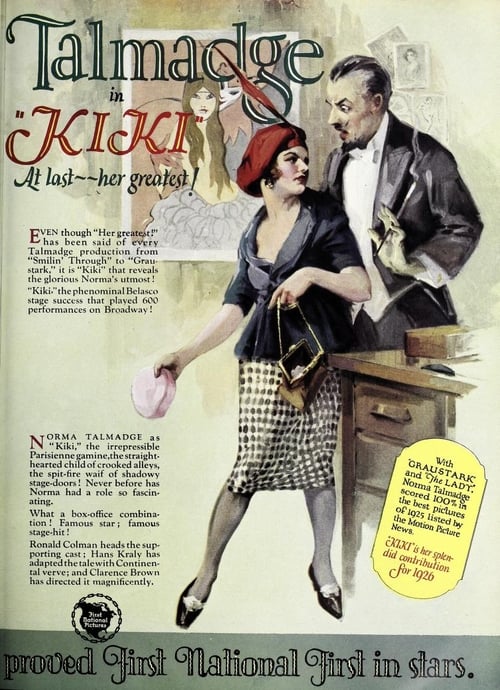 Talmadge
in
"KIKI"
At last~~her greatest!
EVEN though "Her greatest!"
has been said of every
Talmadge production from
"Smilin' Through" to "Grau-
stark," it is "Kiki" that reveals
the glorious Norma's utmost!
"Kiki," the phenominal Belasco
stage success that played 600
performances on Broadway!
NORMA TALMADGE as
"Kiki," the irrepressible
Parisienne gamine, the straight-
hearted child of crooked alleys,
the spit-fire waif of shadowy
stage-doors! Never before has
Norma had a role so fascin-
ating.
What a box-office combina-
tion! Famous star; famous
stage-hit!
Ronald Colman heads the sup-
porting cast; Hans Kraly has
adapted the tale with Continen-
tal verve; and Clarence Brown
has directed it magnificently.
With
"GRAUSTARK"
and "The LADY,"
Norma Talmadge
scored 100% in
the best pictures
of 1925 listed by
the Motion Picture
News.
"KIKI" is her splen-
did contribution
for 1926
First
National
Pictures
proved First National First in stars.